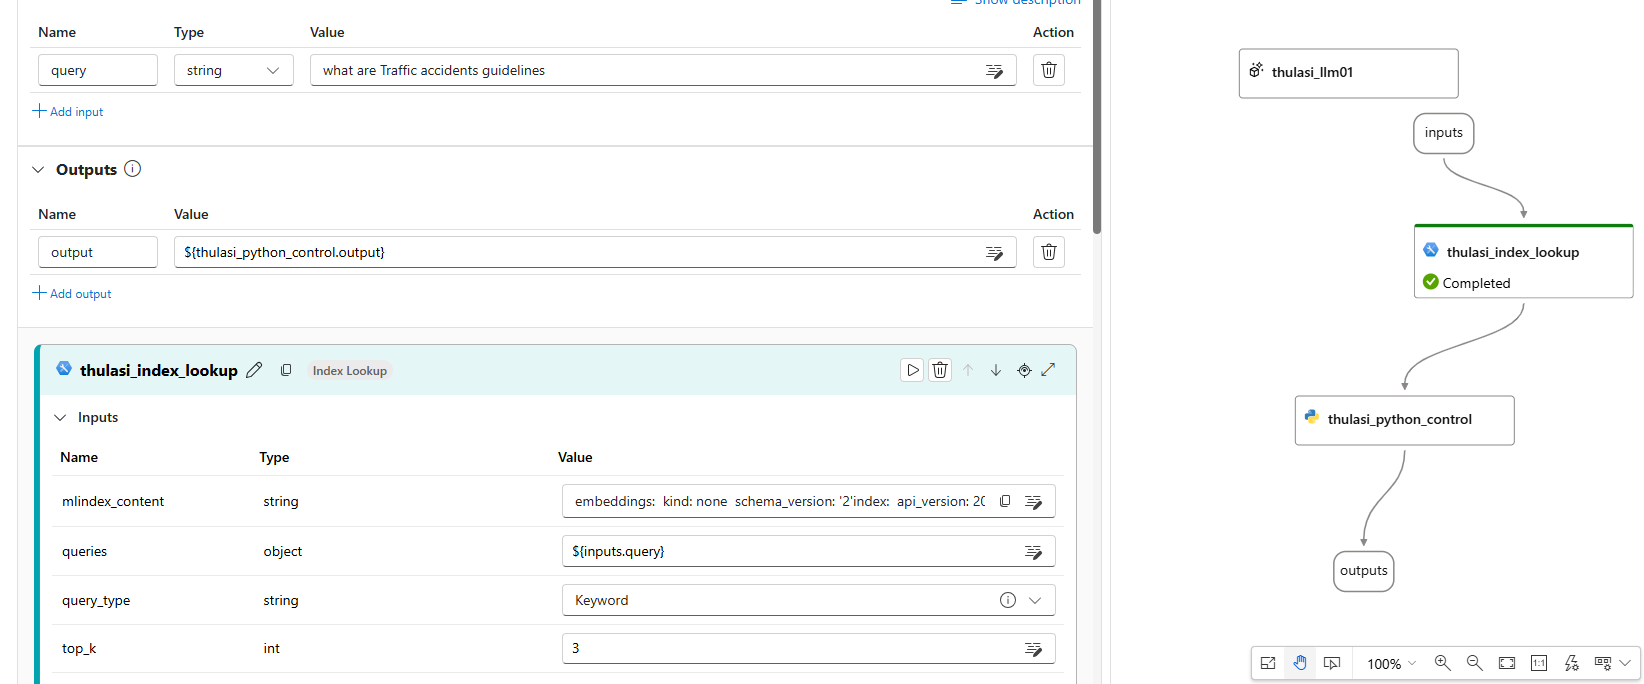 Show description
Name Type Value Action
query string what are Traffic accidents guidelines
Add input
Outputs
Name Value Action
output ${thulasi_python_control.output}
Add output
thulasi_index_lookup Index Lookup
Inputs
Name Type Value
mlindex_content string embeddings: kind: none schema_version: '2'index: api_version: 20
queries object ${inputs.query}
query_type string Keyword
top_k int 3
thulasi_llm01
inputs
thulasi_index_lookup
Completed
thulasi_python_control
outputs
100% 1:1